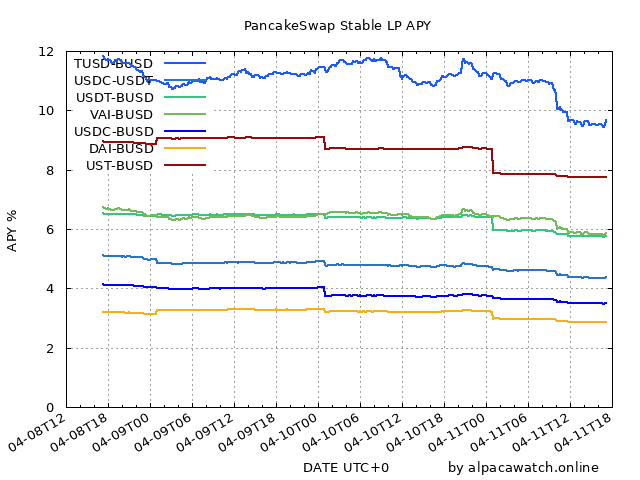 PancakeSwap Stable LP APY
12
10
8
6
4
2
0
APY %
TUSD-BUSD
USDC-USDT
USDT-BUSD
VAI-BUSD
USDC-BUSD
DAI-BUSD
UST-BUSD
04-08T12
04-08T18
04-09T00
04-09T06
04-09T12
04-09T18
04-10T00
04-10T06
04-10T12
04-10T18
04-11T00
04-11T06
04-11T12
04-11T18
DATE UTC+0
by alpacawatch.online